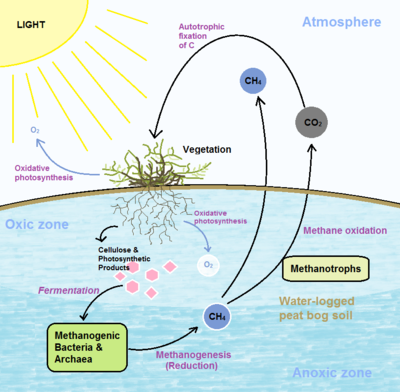 LIGHT
Autotrophic
fixation
of C
Atmosphere
CH₄
CO₂
O₂
Vegetation
Oxidative
photosynthesis
Oxic zone
Oxidative
photosynthesis
Methane oxidation
Cellulose &
Photosynthetic
Products
O₂
Methanotrophs
Fermentation
Water-logged
peat bog soil
CH₄
Methanogenic
Bacteria &
Archaea
Methanogenesis
(Reduction)
Anoxic zone